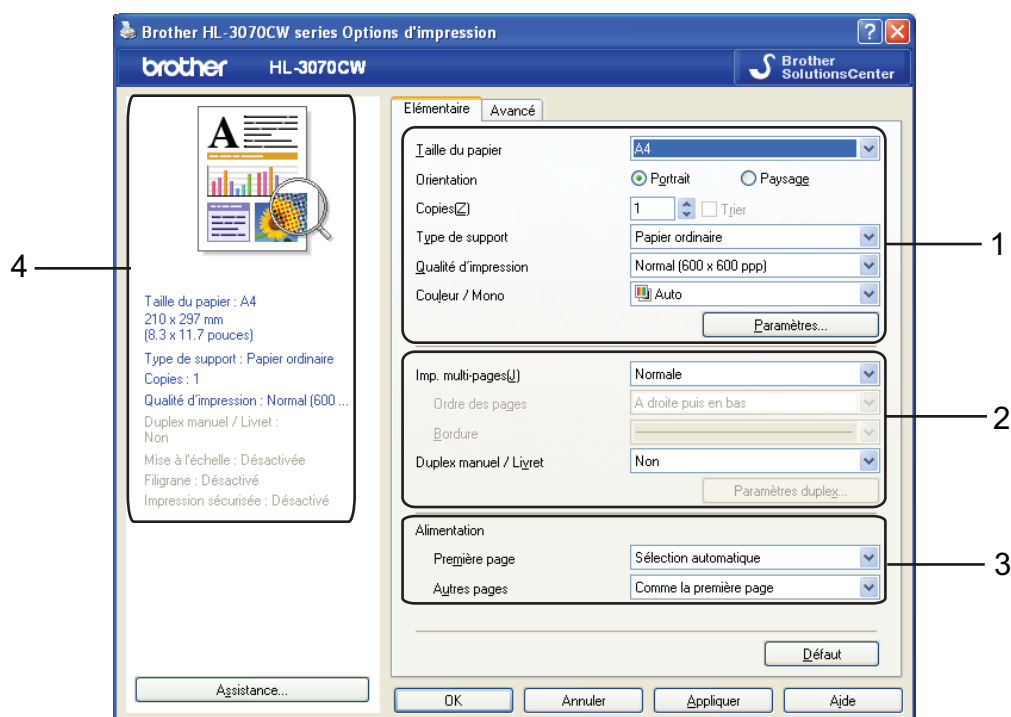 Brother HL-3070CW series Options d'impression
brother HL-3070CW
Brother
SolutionsCenter
A
Taille du papier : A4
210 x 297 mm
(8.3 x 11.7 pouces)
Type de support : Papier ordinaire
Copies : 1
Qualité d'impression : Normal (600 ...
Duplex manuel / Livret :
Non
Mise à l'échelle : Désactivée
Filigrane : Désactivé
Impression sécurisée : Désactivé
4
Assistance...
Elémentaire Avancé
Taille du papier A4
Orientation Portrait Paysage
Copies(Z) 1 Trier
Type de support Papier ordinaire
Qualité d'impression Normal (600 x 600 ppp)
Couleur / Mono Auto
Paramètres...
1
Imp. multi-pages(J) Normale
Ordre des pages A droite puis en bas
Bordure
Duplex manuel / Livret Non
Paramètres duplex...
2
Alimentation
Première page Sélection automatique
Autres pages Comme la première page
3
Défaut
OK Annuler Appliquer Aide